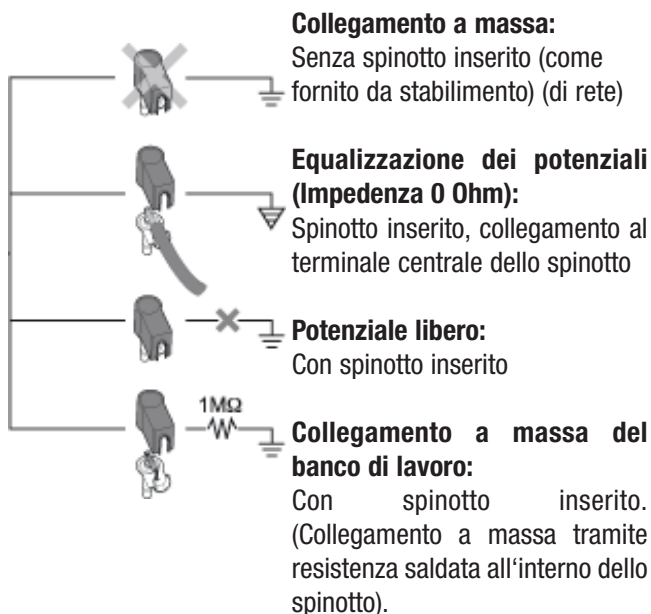 Collegamento a massa:
Senza spinotto inserito (come
fornito da stabilimento) (di rete)
Equalizzazione dei potenziali
(Impedenza 0 Ohm):
Spinotto inserito, collegamento al
terminale centrale dello spinotto
Potenziale libero:
Con spinotto inserito
1MΩ
Collegamento a massa del
banco di lavoro:
Con spinotto inserito.
(Collegamento a massa tramite
resistenza saldata all‘interno dello
spinotto).